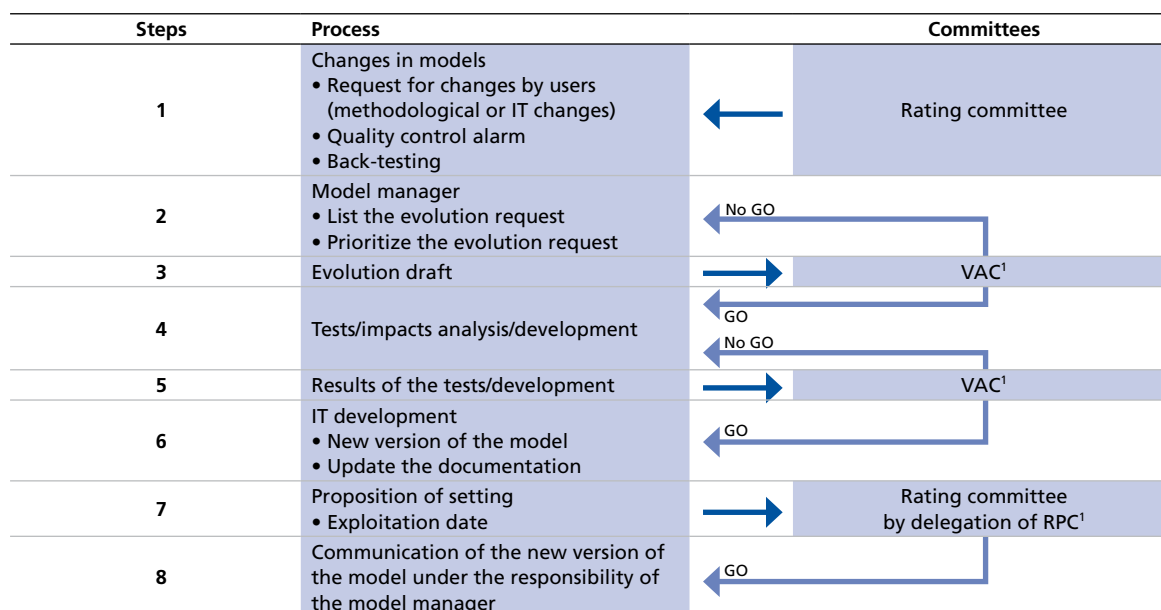 Steps Process Committees
Changes in models
• Request for changes by users
(methodological or IT changes)
1 Rating committee
• Quality control alarm
• Back-testing
Model manager
No GO
2 • List the evolution request
• Prioritize the evolution request
3 Evolution draft VAC¹
GO
4 Tests/impacts analysis/development
No GO
5 Results of the tests/development VAC¹
IT development
6 • New version of the model GO
• Update the documentation
7 Proposition of setting Rating committee
• Exploitation date by delegation of RPC¹
Communication of the new version of
8 the model under the responsibility of GO
the model manager